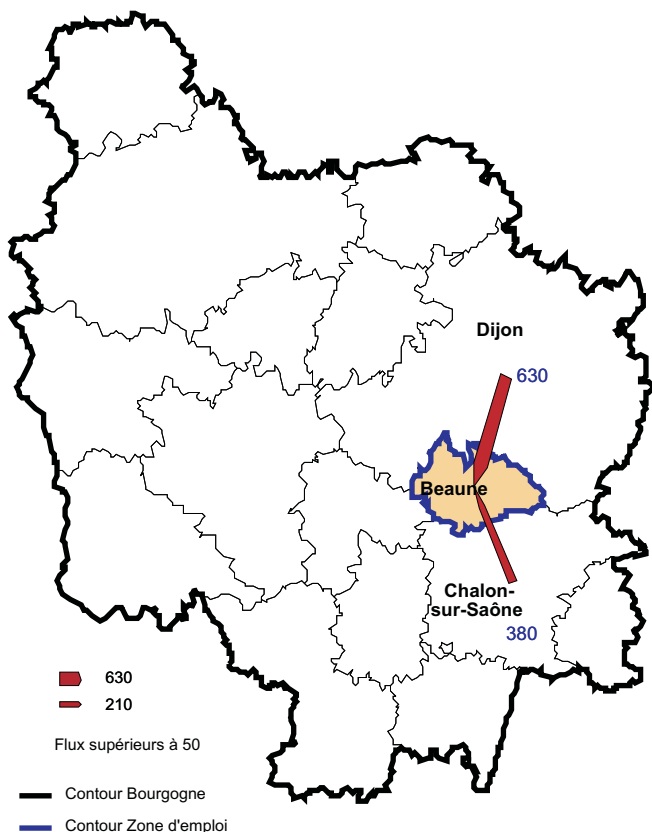 Dijon
630
Beaune
Chalon-
sur-Saône
380
630
210
Flux supérieurs à 50
Contour Bourgogne
Contour Zone d'emploi